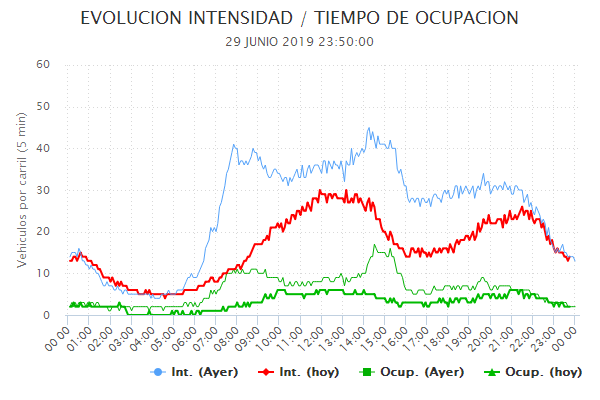 EVOLUCION INTENSIDAD / TIEMPO DE OCUPACION
29 JUNIO 2019 23:50:00
Vehículos por carril (5 min)
60
50
40
30
20
10
0
00:00 01:00 02:00 03:00 04:00 05:00 06:00 07:00 08:00 09:00 10:00 11:00 12:00 13:00 14:00 15:00 16:00 17:00 18:00 19:00 20:00 21:00 22:00 23:00 00:00
Int. (Ayer) Int. (hoy) Ocup. (Ayer) Ocup. (hoy)